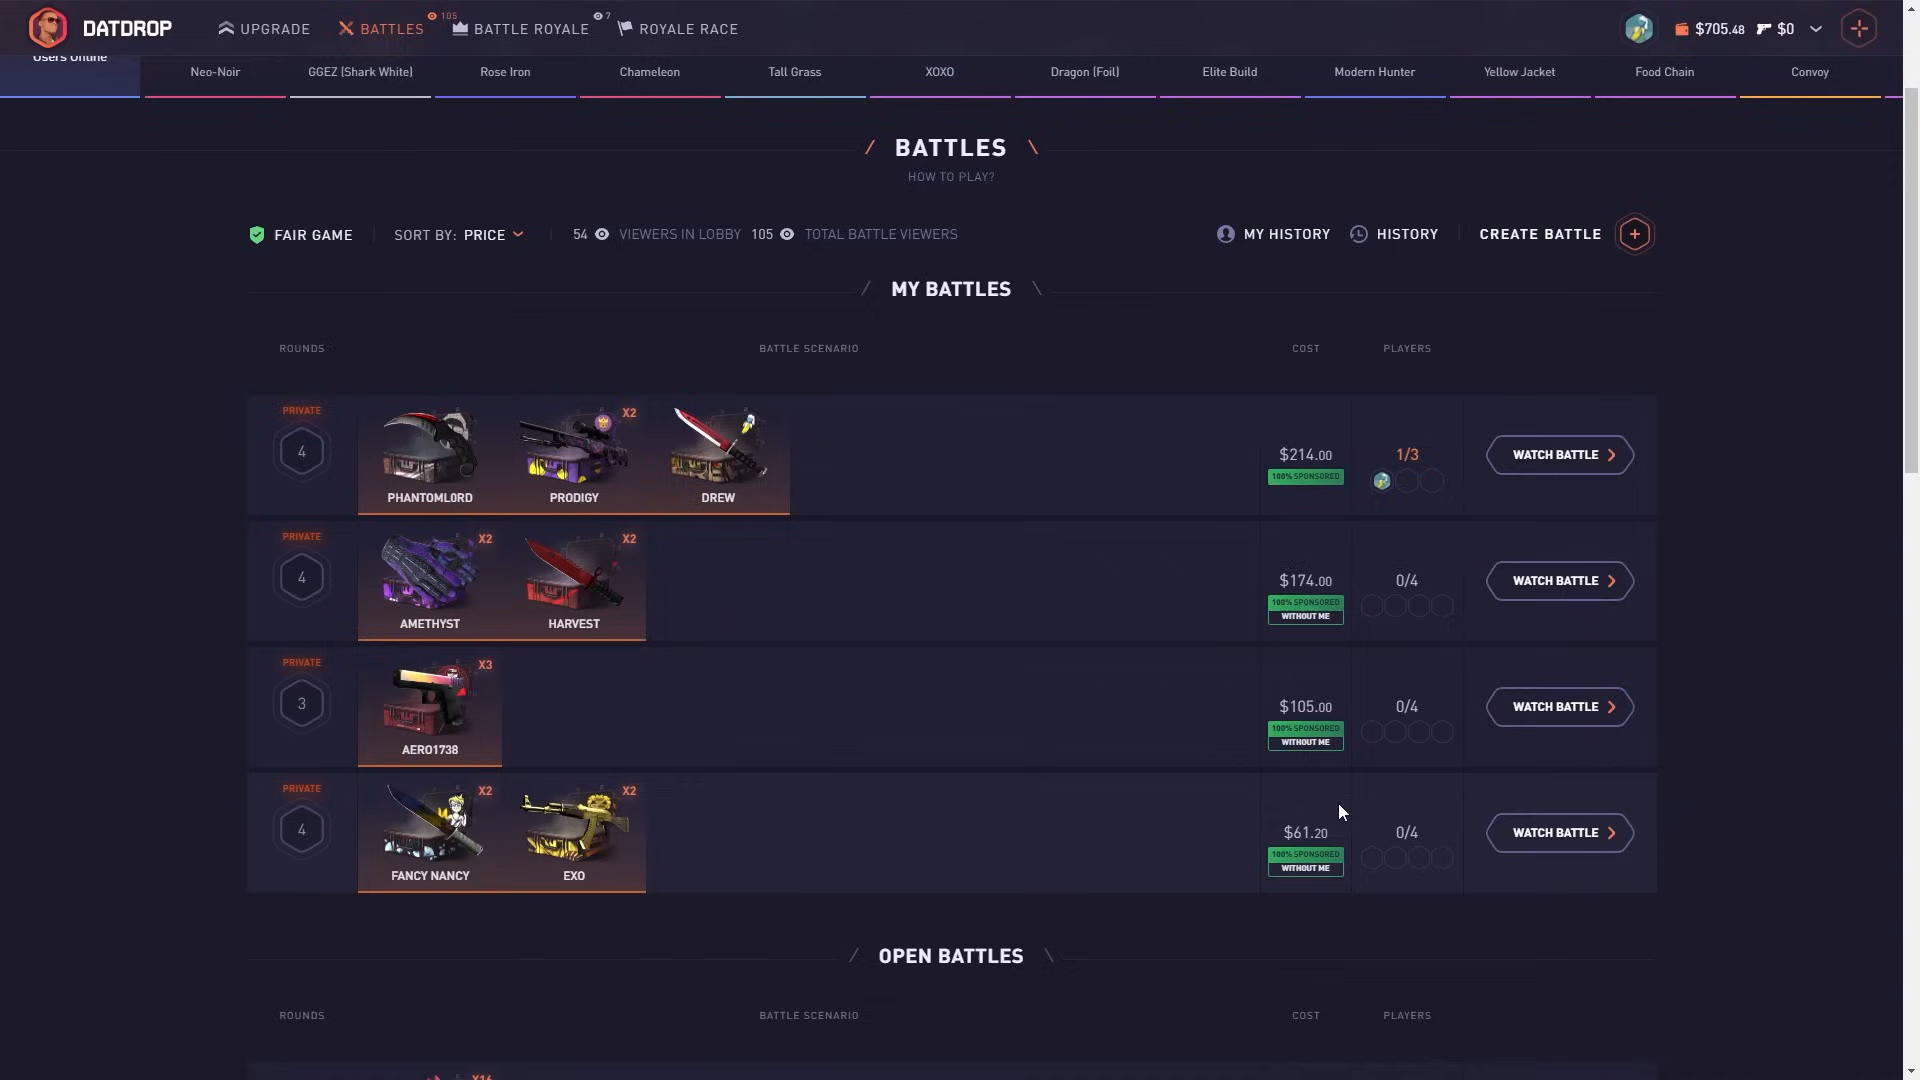 DATDROP
UPGRADE
BATTLES 105
BATTLE ROYALE 7
ROYALE RACE
$705.48
$0
Users Online
Neo-Noir
GGEZ (Shark White)
Rose Iron
Chameleon
Tall Grass
XOXO
Dragon (Foil)
Elite Build
Modern Hunter
Yellow Jacket
Food Chain
Convoy
/ BATTLES \
HOW TO PLAY?
FAIR GAME
SORT BY: PRICE
54 VIEWERS IN LOBBY 105 TOTAL BATTLE VIEWERS
MY HISTORY
HISTORY
CREATE BATTLE +
/ MY BATTLES \
ROUNDS
BATTLE SCENARIO
COST
PLAYERS
PRIVATE
4
PHANTOML0RD
X2
PRODIGY
DREW
$214.00
100% SPONSORED
1/3
WATCH BATTLE
PRIVATE
4
X2
AMETHYST
X2
HARVEST
$174.00
100% SPONSORED
WITHOUT ME
0/4
WATCH BATTLE
PRIVATE
3
X3
AERO1738
$105.00
100% SPONSORED
WITHOUT ME
0/4
WATCH BATTLE
PRIVATE
4
X2
FANCY NANCY
X2
EXO
$61.20
100% SPONSORED
WITHOUT ME
0/4
WATCH BATTLE
/ OPEN BATTLES \
ROUNDS
BATTLE SCENARIO
COST
PLAYERS
X16